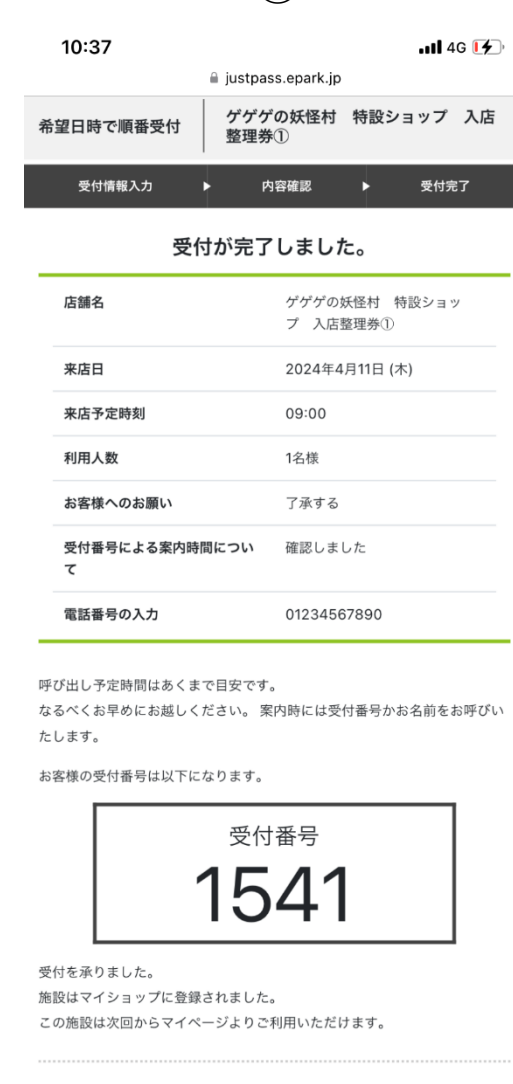 10:37
4G
justpass.epark.jp
希望日時で順番受付
ゲゲゲの妖怪村　特設ショップ　入店
整理券①
受付情報入力 ▶ 内容確認 ▶ 受付完了
受付が完了しました。
店舗名
ゲゲゲの妖怪村　特設ショッ
プ　入店整理券①
来店日
2024年4月11日 (木)
来店予定時刻
09:00
利用人数
1名様
お客様へのお願い
了承する
受付番号による案内時間につい
て
確認しました
電話番号の入力
01234567890
呼び出し予定時間はあくまで目安です。
なるべくお早めにお越しください。 案内時には受付番号かお名前をお呼びい
たします。
お客様の受付番号は以下になります。
受付番号
1541
受付を承りました。
施設はマイショップに登録されました。
この施設は次回からマイページよりご利用いただけます。